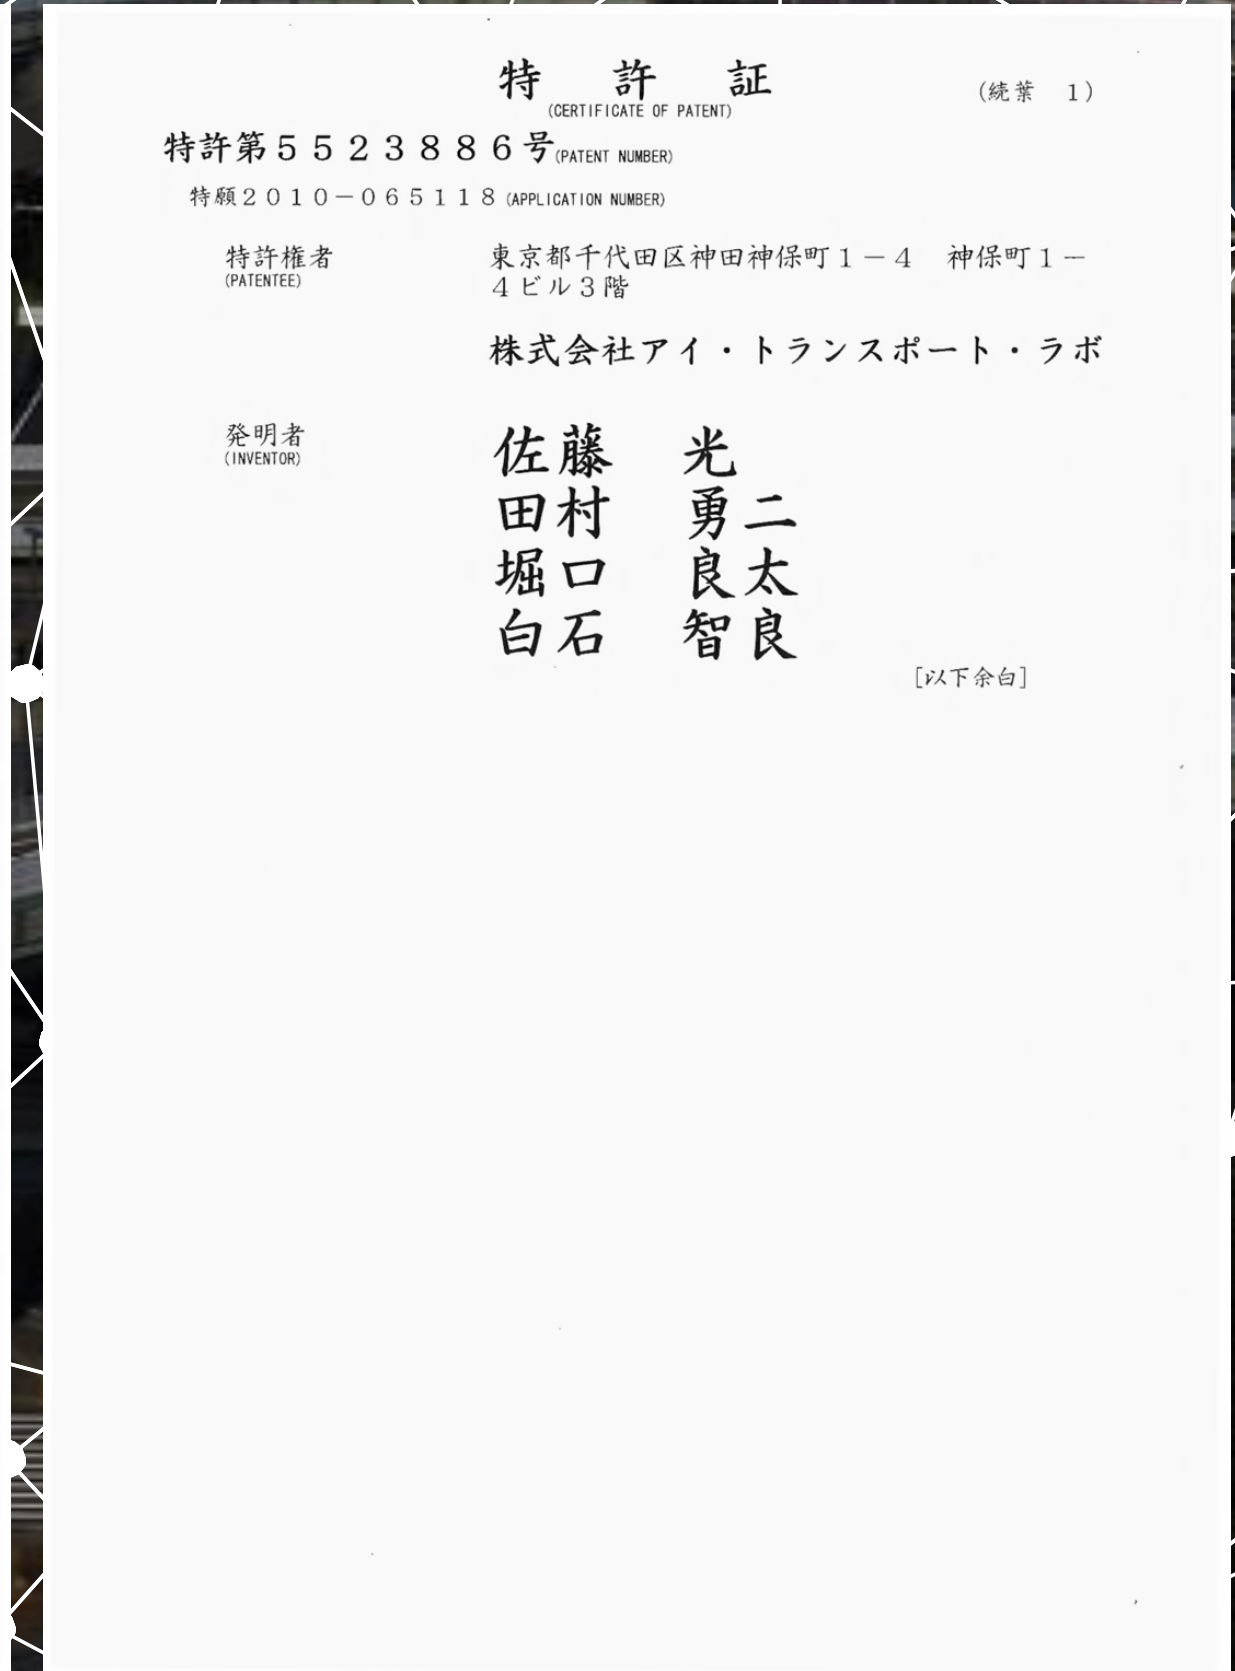 特　許　証
(続葉　１)
(CERTIFICATE OF PATENT)
特許第５５２３８８６号(PATENT NUMBER)
特願２０１０－０６５１１８(APPLICATION NUMBER)
特許権者
(PATENTEE)
東京都千代田区神田神保町１－４　神保町１－
４ビル３階
株式会社アイ・トランスポート・ラボ
発明者
(INVENTOR)
佐藤　光
田村　勇二
堀口　良太
白石　智良
[以下余白]